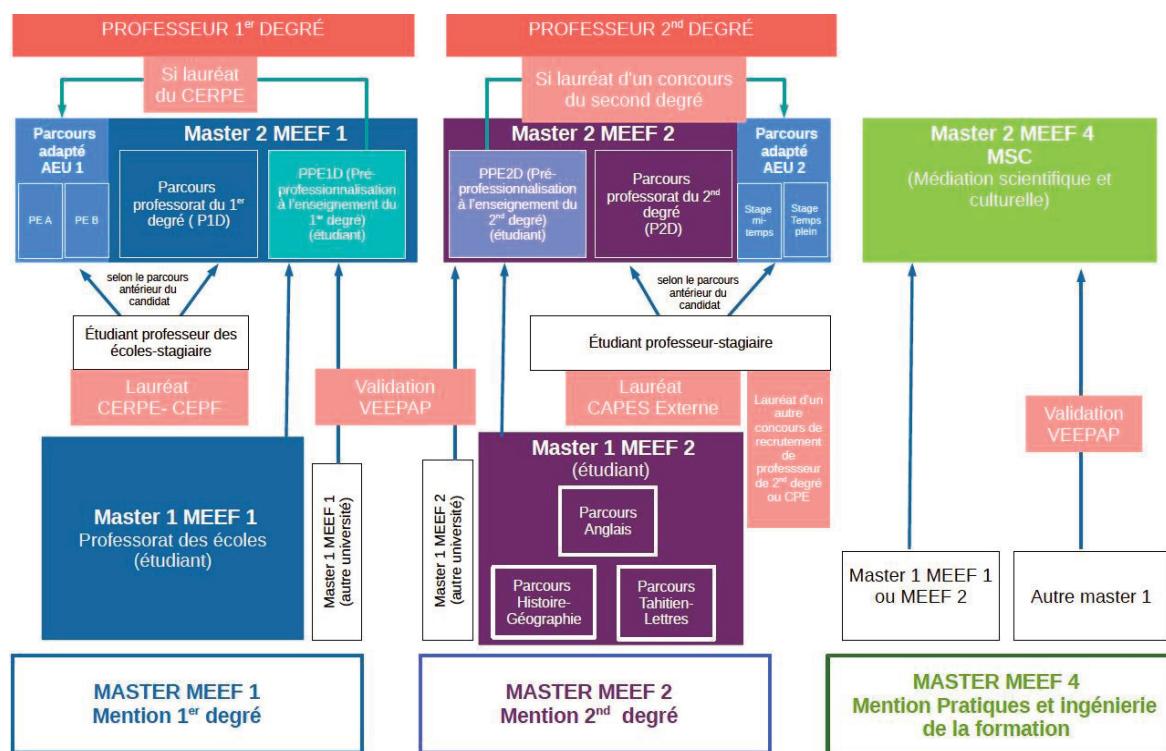 PROFESSEUR 1er DEGRÉ
Si lauréat
du CERPE
Parcours
adapté
AEU 1
PE A
PE B
Master 2 MEEF 1
Parcours
professorat du 1er
degré ( P1D)
PPE1D (Pré-
professionnalisation
à l'enseignement du
1er degré)
(étudiant)
selon le parcours
antérieur du
candidat
Étudiant professeur des
écoles-stagiaire
Lauréat
CERPE- CEPF
Master 1 MEEF 1
Professorat des écoles
(étudiant)
Master 1 MEEF 1
(autre université)
Validation
VEEPAP
MASTER MEEF 1
Mention 1er degré
PROFESSEUR 2nd DEGRÉ
Si lauréat d'un concours
du second degré
Master 2 MEEF 2
PPE2D (Pré-
professionnalisation
à l'enseignement du
2nd degré)
(étudiant)
Parcours
professorat du 2nd
degré
(P2D)
Parcours
adapté
AEU 2
Stage
mi-
temps
Stage
Temps
plein
selon le parcours
antérieur du
candidat
Étudiant professeur-stagiaire
Lauréat
CAPES Externe
Lauréat d'un
autre
concours de
recrutement
de
professseur
de 2nd degré
ou CPE
Master 1 MEEF 2
(autre université)
Master 1 MEEF 2
(étudiant)
Parcours
Anglais
Parcours
Histoire-
Géographie
Parcours
Tahitien-
Lettres
MASTER MEEF 2
Mention 2nd degré
Master 2 MEEF 4
MSC
(Médiation scientifique et
culturelle)
Validation
VEEPAP
Master 1 MEEF 1
ou MEEF 2
Autre master 1
MASTER MEEF 4
Mention Pratiques et ingénierie
de la formation